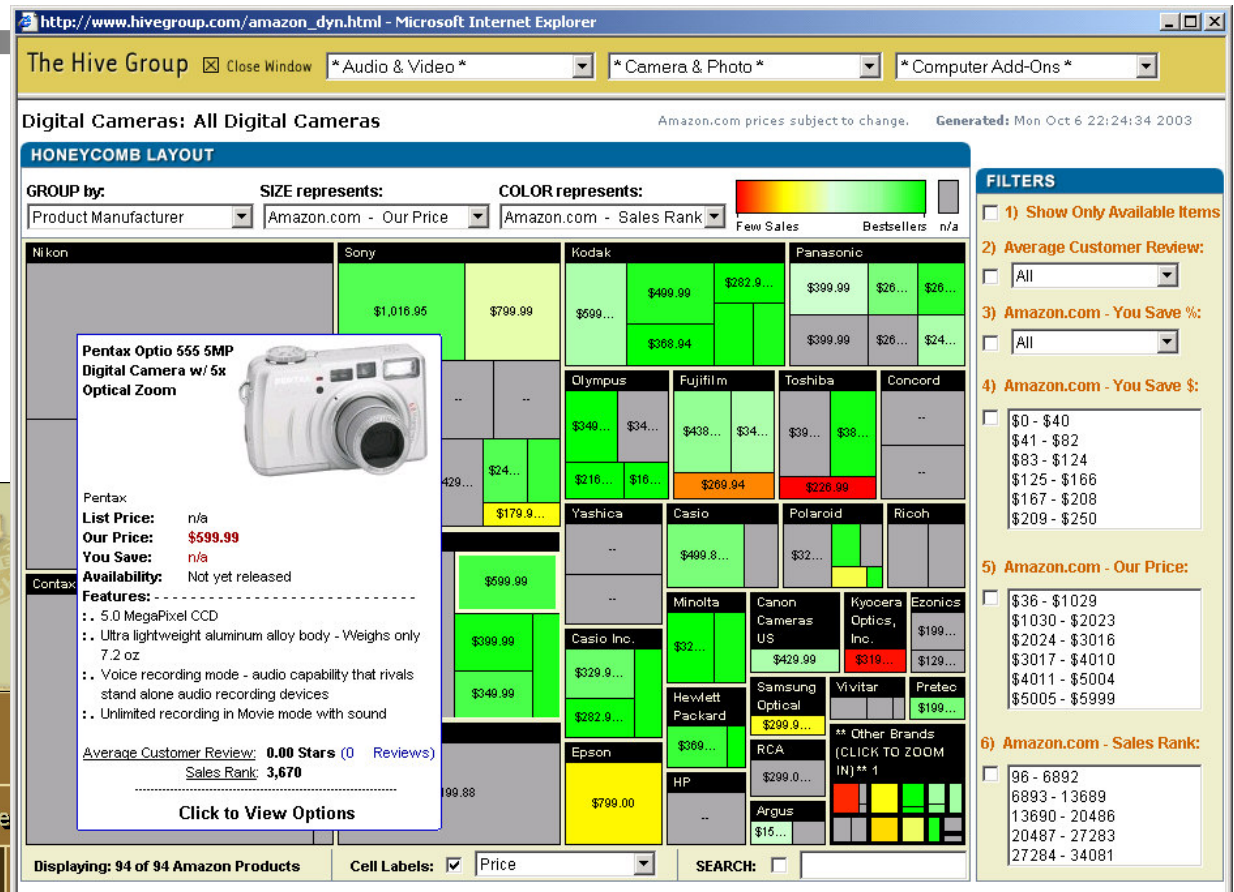 http://www.hivegroup.com/amazon_dyn.html - Microsoft Internet Explorer
The Hive Group Close Window * Audio & Video * * Camera & Photo * * Computer Add-Ons *
Digital Cameras: All Digital Cameras Amazon.com prices subject to change. Generated: Mon Oct 6 22:24:34 2003
HONEYCOMB LAYOUT
GROUP by: SIZE represents: COLOR represents:
Product Manufacturer Amazon.com - Our Price Amazon.com - Sales Rank
Few Sales Bestsellers n/a
Nikon Sony Kodak Panasonic
$1,016.95 $799.99
$599... $499.99 $282.9...
$368.94
$399.99 $26... $26...
$399.99 $26... $24...
-- --
429... $24...
$179.9...
Olympus Fujifilm Toshiba Concord
$349... $34... $438... $34... $39... $38... --
$216... $16... $269.94 $226.99 --
Yashica Casio Polaroid Ricoh
-- $499.8... $32...
--
Contax
$599.99
$399.99
$349.99
199.88
Casio Inc.
$329.9...
$282.9...
Epson
$799.00
Minolta
$32...
Canon
Cameras
US
$429.99
Kyocera
Optics,
Inc.
$319...
Ezonics
$199...
$129...
Hewlett
Packard
$369...
HP
--
Samsung
Optical
$299.9...
RCA
$299.0...
Argus
$15...
Vivitar
Pretec
$199...
** Other Brands
(CLICK TO ZOOM
IN) ** 1
Pentax Optio 555 5MP
Digital Camera w/ 5x
Optical Zoom
PENTAX
Pentax
List Price: n/a
Our Price: $599.99
You Save: n/a
Availability: Not yet released
Features: - - - - - - - - - - - - - - - - - - - - - - - - - - - - -
:. 5.0 MegaPixel CCD
:. Ultra lightweight aluminum alloy body - Weighs only
7.2 oz
:. Voice recording mode - audio capability that rivals
stand alone audio recording devices
:. Unlimited recording in Movie mode with sound
Average Customer Review: 0.00 Stars (0 Reviews)
Sales Rank: 3,670
Click to View Options
Displaying: 94 of 94 Amazon Products Cell Labels: Price SEARCH:
FILTERS
1) Show Only Available Items
2) Average Customer Review:
All
3) Amazon.com - You Save %:
All
4) Amazon.com - You Save $:
$0 - $40
$41 - $82
$83 - $124
$125 - $166
$167 - $208
$209 - $250
5) Amazon.com - Our Price:
$36 - $1029
$1030 - $2023
$2024 - $3016
$3017 - $4010
$4011 - $5004
$5005 - $5999
6) Amazon.com - Sales Rank:
96 - 6892
6893 - 13689
13690 - 20486
20487 - 27283
27284 - 34081